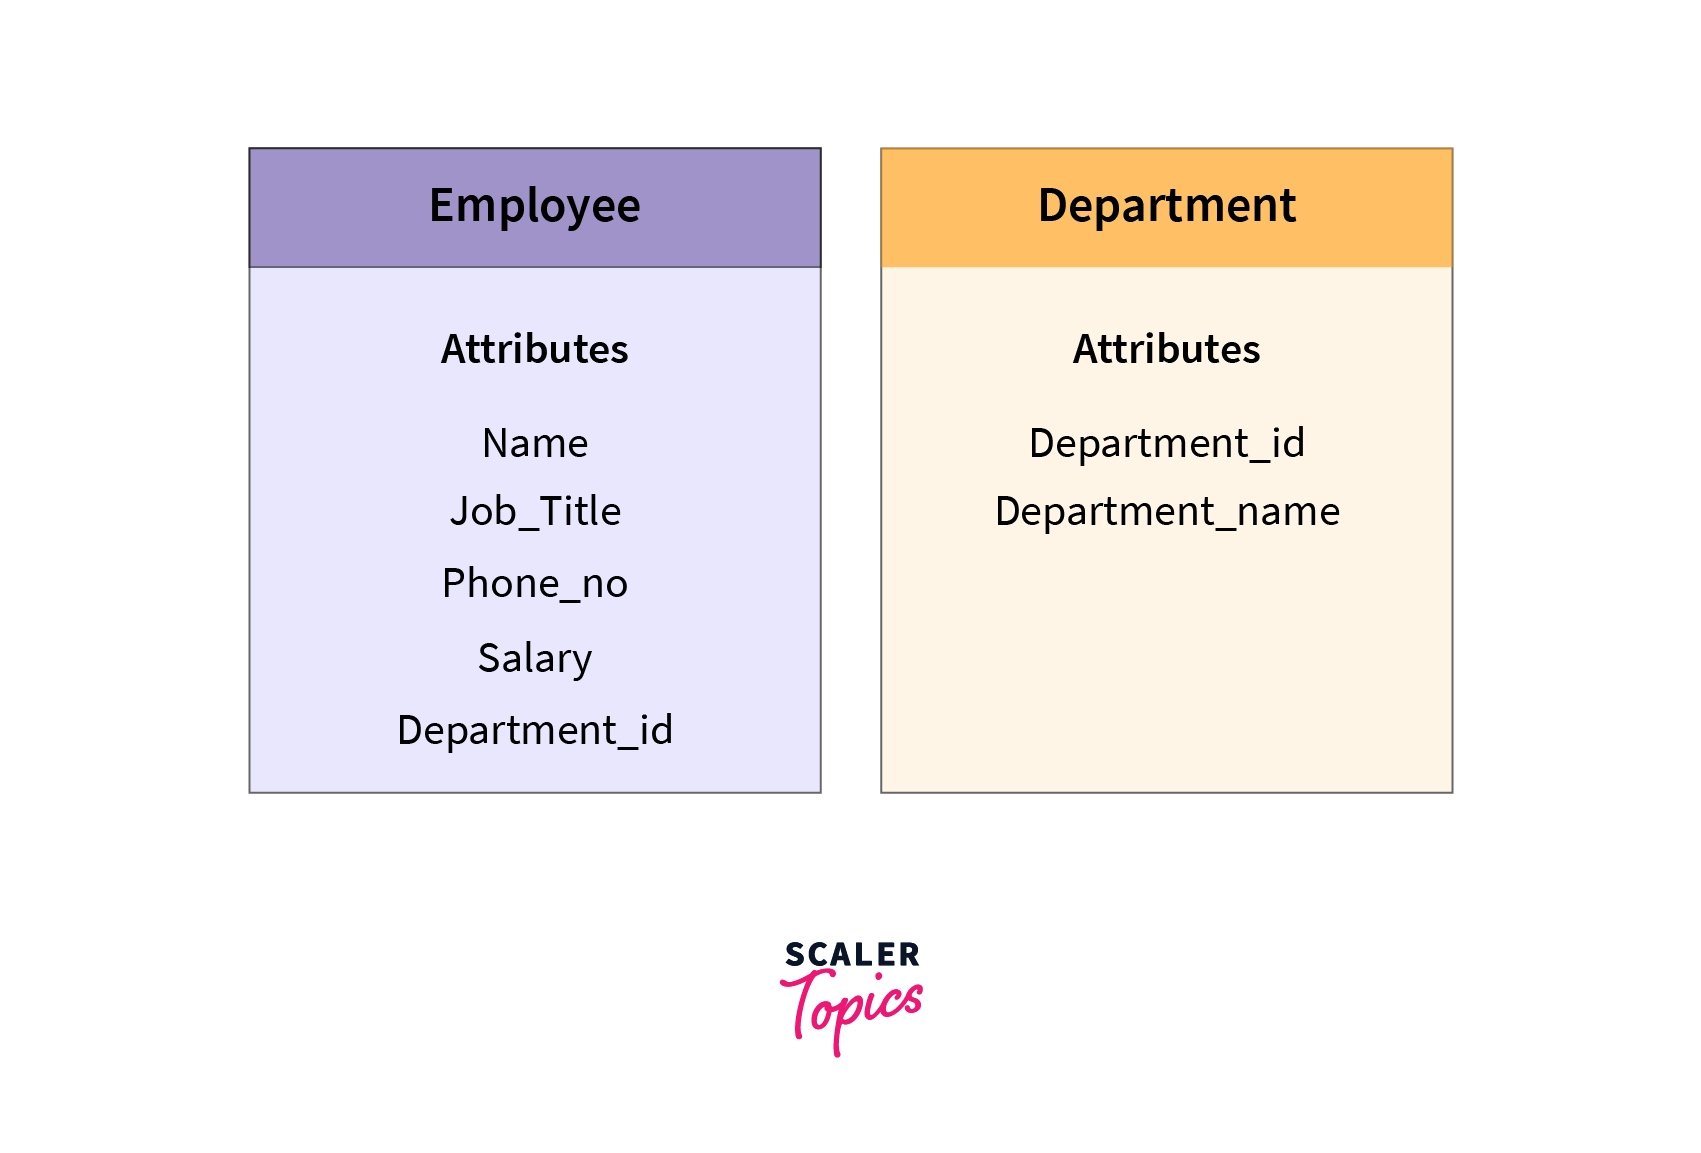 Employee
Attributes
Name
Job_Title
Phone_no
Salary
Department_id
Department
Attributes
Department_id
Department_name
SCALER
Topics